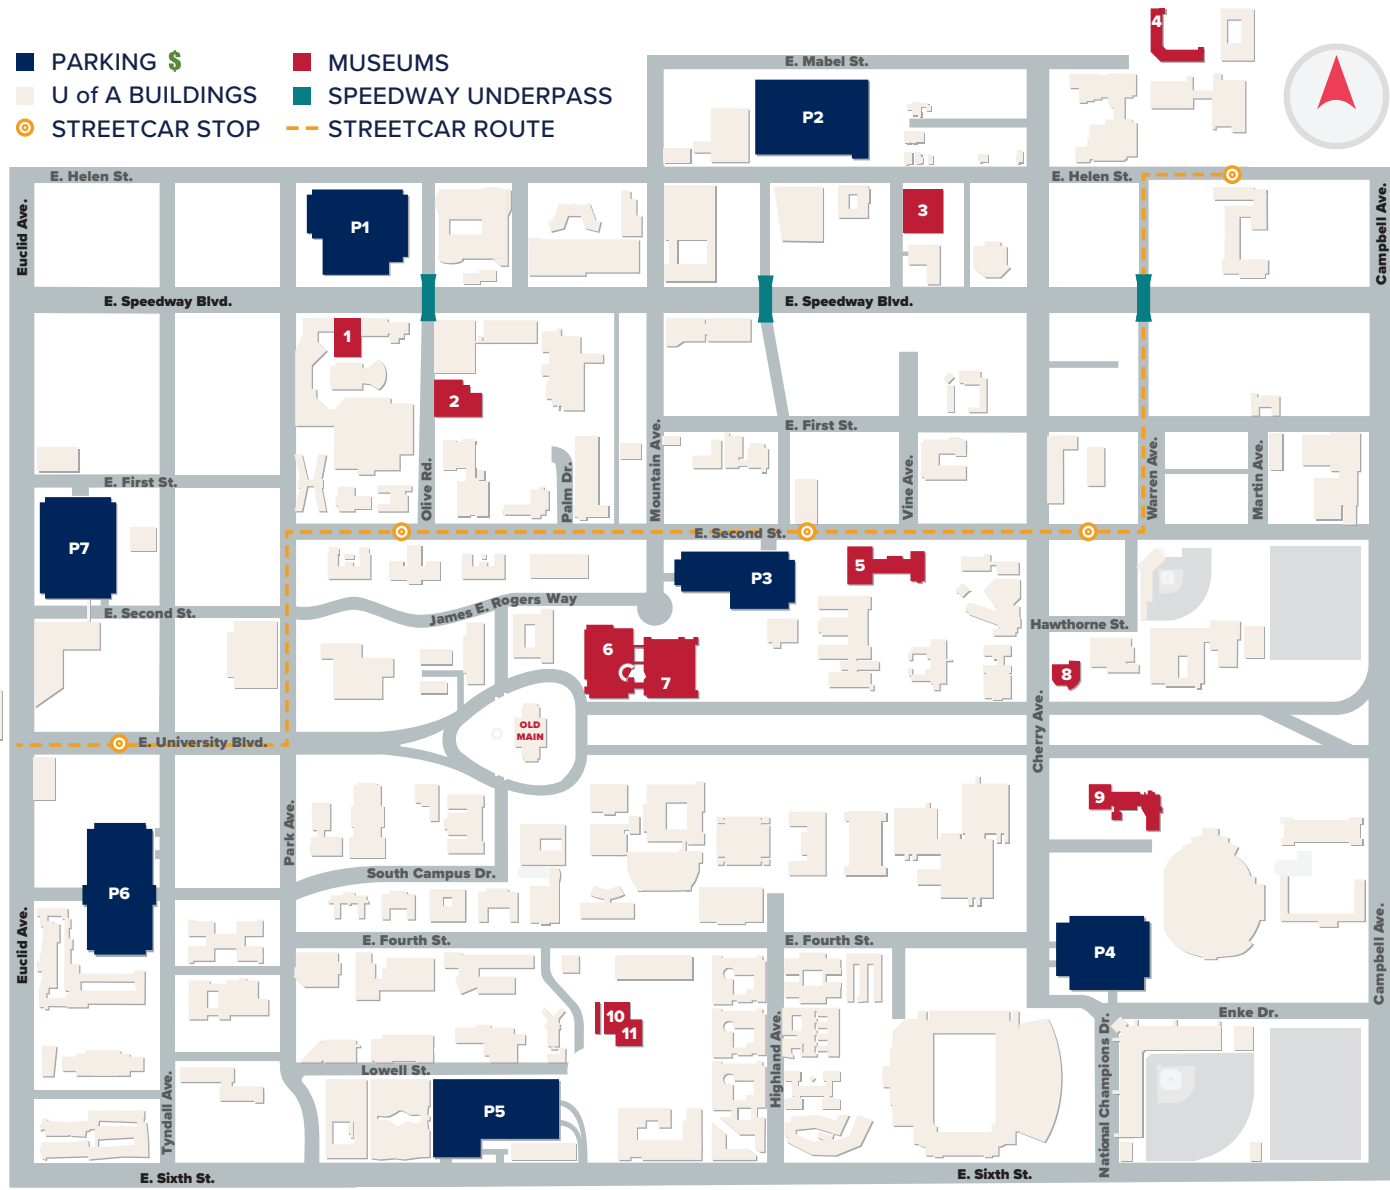 PARKING $
MUSEUMS
U of A BUILDINGS
SPEEDWAY UNDERPASS
STREETCAR STOP
STREETCAR ROUTE
4
E. Mabel St.
P2
E. Helen St.
E. Helen St.
Euclid Ave.
P1
3
Campbell Ave.
E. Speedway Blvd.
E. Speedway Blvd.
1
2
E. First St.
Mountain Ave.
Olive Rd.
Palm Dr.
Vine Ave.
Warren Ave.
Martin Ave.
E. First St.
P7
E. Second St.
5
P3
E. Second St.
James E. Rogers Way
Hawthorne St.
6
7
8
Cherry Ave.
OLD
MAIN
E. University Blvd.
9
Park Ave.
South Campus Dr.
P6
Euclid Ave.
E. Fourth St.
E. Fourth St.
P4
Campbell Ave.
10
11
Enke Dr.
Highland Ave.
National Champions Dr.
Lowell St.
Tyndall Ave.
P5
E. Sixth St.
E. Sixth St.